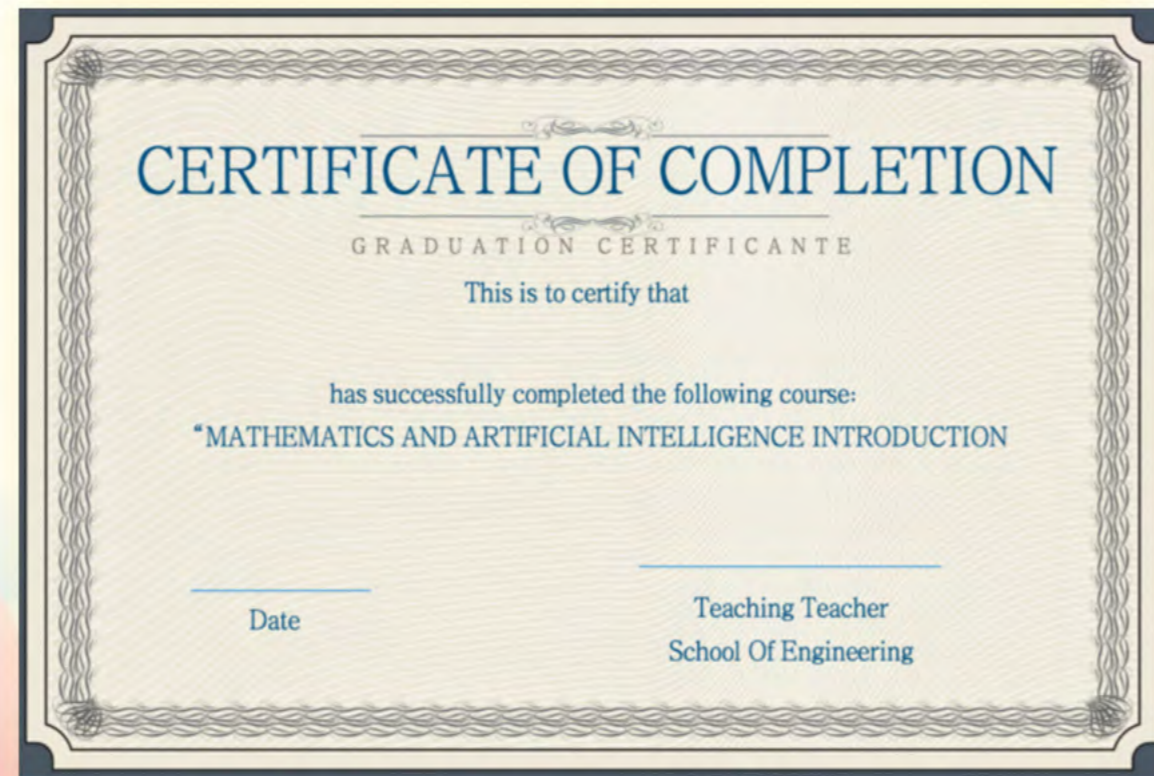 CERTIFICATE OF COMPLETION
GRADUATION CERTIFICANTE
This is to certify that
has successfully completed the following course:
“MATHEMATICS AND ARTIFICIAL INTELLIGENCE INTRODUCTION
Date
Teaching Teacher
School Of Engineering